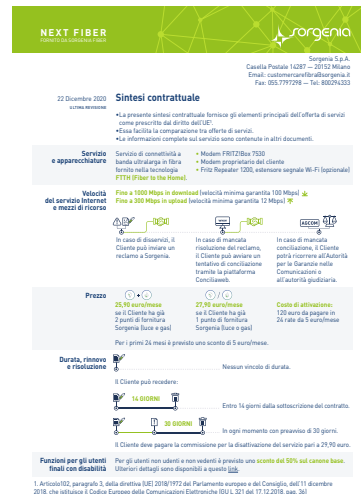 NEXT FIBER
FORNITO DA SORGENIA FIBER
sorgenia
Sorgenia S.p.A.
Casella Postale 14287 — 20152 Milano
Email: customercarefibra@sorgenia.it
Fax: 055.7797298 — Tel: 800294333
22 Dicembre 2020
ULTIMA REVISIONE
Sintesi contrattuale
•La presente sintesi contrattuale fornisce gli elementi principali dell'offerta di servizi
come prescritto dal diritto dell'UE¹.
•Essa facilita la comparazione tre offerte di servizi.
•Le informazioni complete sul servizio sono contenute in altri documenti.
Servizio
e apparecchiature
Servizio di connettività a
banda ultralarga in fibra
fornito nella tecnologia
FTTH (Fiber to the Home).
• Modem FRITZ!Box 7530
• Modem proprietario del cliente
• Fritz Repeater 1200, estensore segnale Wi-Fi (opzionale)
Velocità
del servizio Internet
e mezzi di ricorso
Fino a 1000 Mbps in download (velocità minima garantita 100 Mbps)
Fino a 300 Mbps in upload (velocità minima garantita 12 Mbps)
AGCOM
In caso di disservizi, il
Cliente può inviare un
reclamo a Sorgenia.
In caso di mancata
risoluzione del reclamo,
il Cliente può avviare un
tentativo di conciliazione
tramite la piattaforma
Conciliaweb.
In caso di mancata
conciliazione, il Cliente
potrà ricorrere all'Autorità
per le Garanzie nelle
Comunicazioni o
all'autorità giudiziaria.
Prezzo
+
/
25,90 euro/mese
se il Cliente ha già
2 punti di fornitura
Sorgenia (luce e gas)
27,90 euro/mese
se il Cliente ha già
1 punto di fornitura
Sorgenia (luce o gas)
Costo di attivazione:
120 euro da pagare in
24 rate da 5 euro/mese
Per i primi 24 mesi è previsto uno sconto di 5 euro/mese.
Durata, rinnovo
e risoluzione
Nessun vincolo di durata.
Il Cliente può recedere:
14 GIORNI
Entro 14 giorni dalla sottoscrizione del contratto.
30 GIORNI
In ogni momento con preavviso di 30 giorni.
Il Cliente deve pagare la commissione per la disattivazione del servizio pari a 29,90 euro.
Funzioni per gli utenti
finali con disabilità
Per gli utenti non udenti e non vedenti è previsto uno sconto del 50% sul canone base.
Ulteriori dettagli sono disponibili a questo link.
1. Articolo102, paragrafo 3, della direttiva (UE) 2018/1972 del Parlamento europeo e del Consiglio, dell'11 dicembre
2018, che istituisce il Codice Europeo delle Comunicazioni Elettroniche (GU L 321 del 17.12.2018, pag. 36)